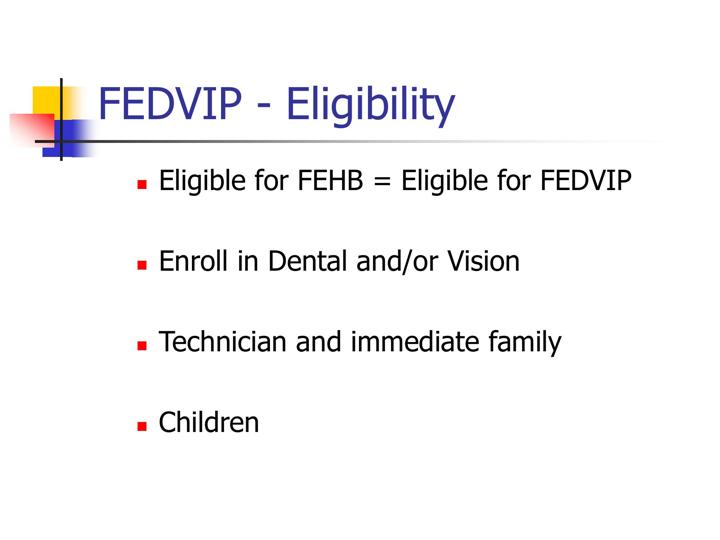 FEDVIP - Eligibility
Eligible for FEHB = Eligible for FEDVIP
Enroll in Dental and/or Vision
Technician and immediate family
Children